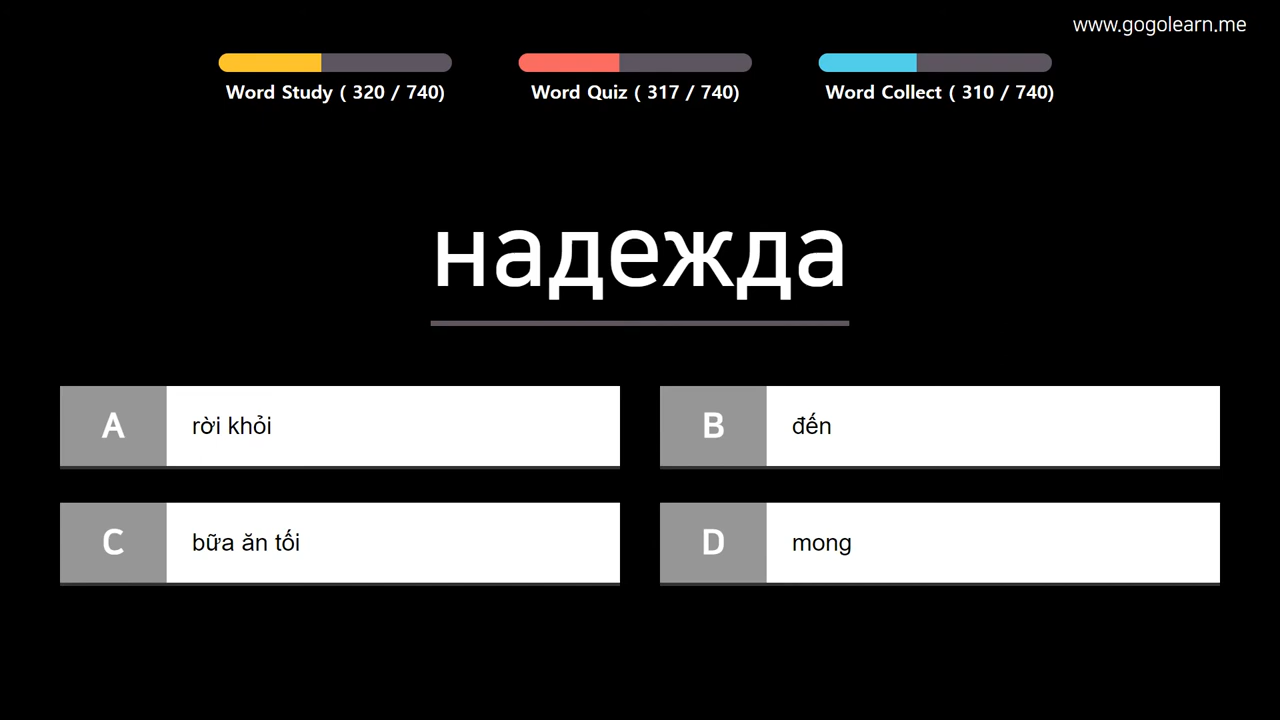 www.gogolearn.me
Word Study ( 320 / 740)
Word Quiz ( 317 / 740)
Word Collect ( 310 / 740)
надежда
A rời khỏi
B đến
C bữa ăn tối
D mong